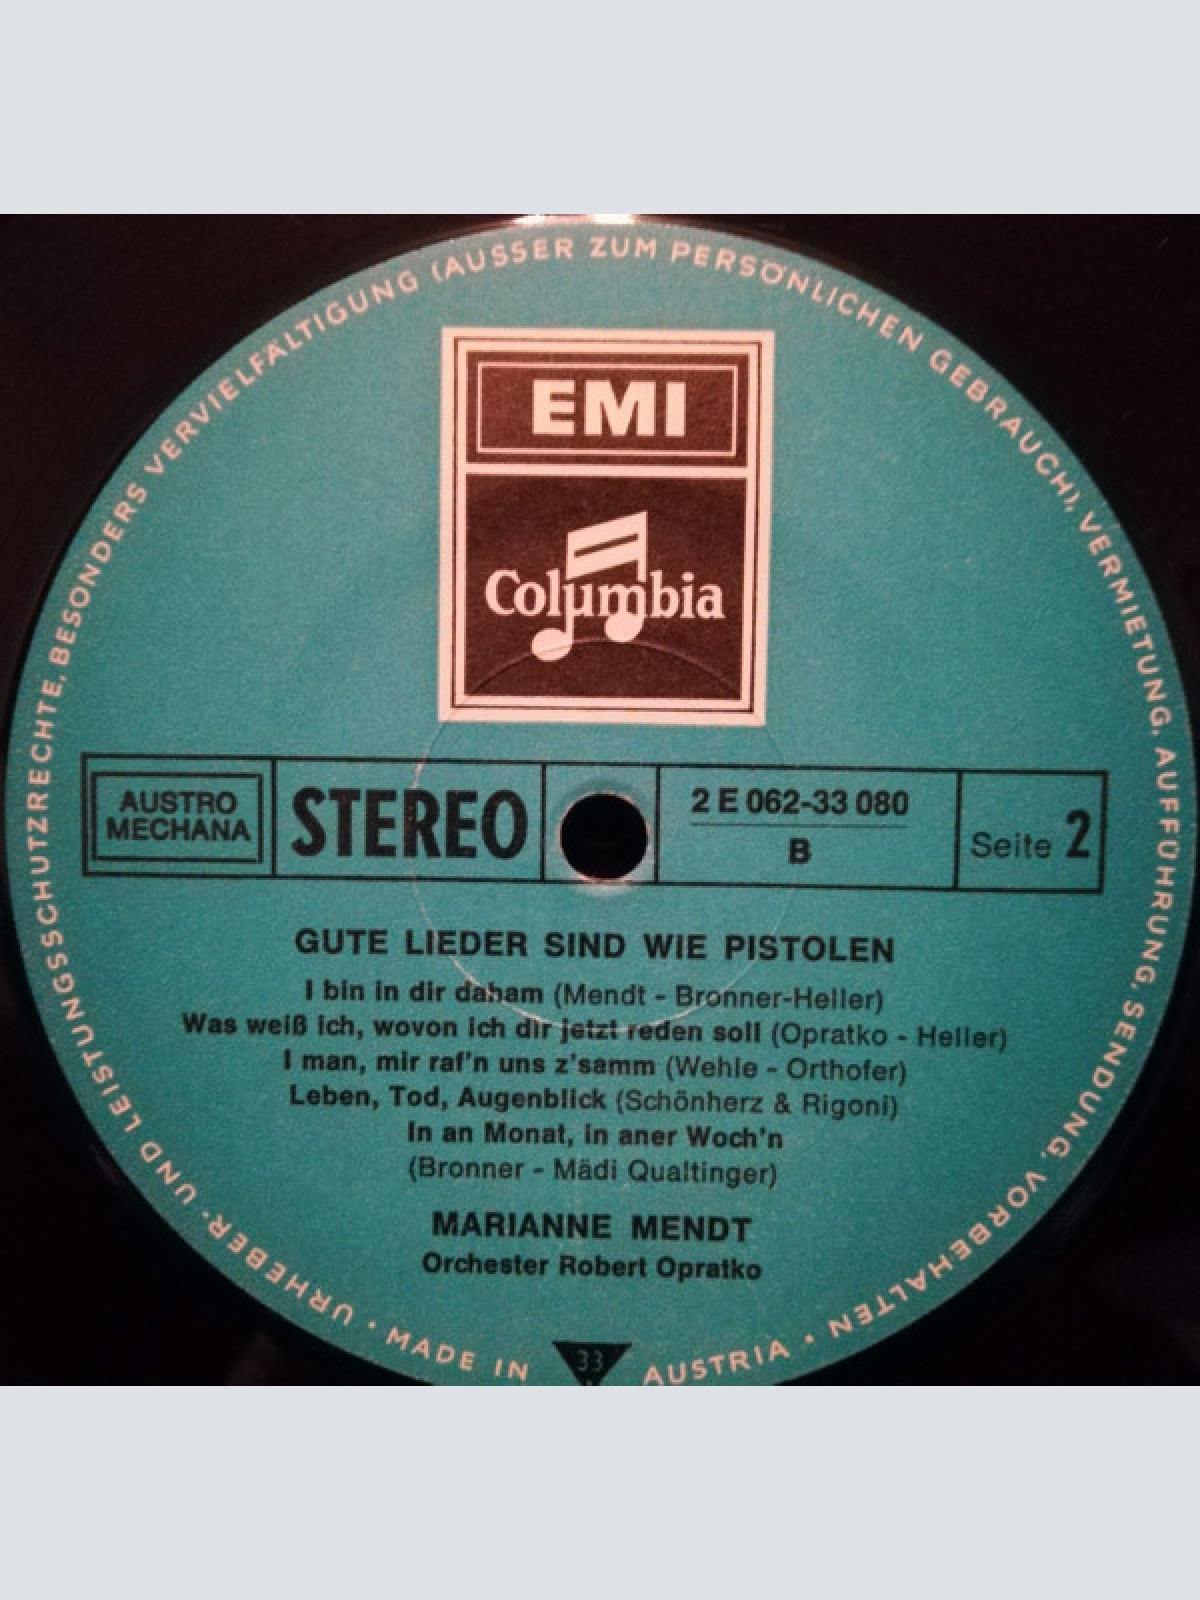 URHEBER- UND LEISTUNGSSCHUTZRECHTE, BESONDERS VERVIELFÄLTIGUNG (AUSSER ZUM PERSÖNLICHEN GEBRAUCH), VERMIETUNG, AUFFÜHRUNG, SENDUNG, VORBEHALTEN •
EMI
Columbia
AUSTRO
MECHANA
STEREO
2 E 062-33 080
B
Seite 2
GUTE LIEDER SIND WIE PISTOLEN
I bin in dir daham (Mendt - Bronner-Heller)
Was weiß ich, wovon ich dir jetzt reden soll (Opratko - Heller)
I man, mir raf'n uns z'samm (Wehle - Orthofer)
Leben, Tod, Augenblick (Schönherz & Rigoni)
In an Monat, in aner Woch'n
(Bronner - Mädi Qualtinger)
MARIANNE MENDT
Orchester Robert Opratko
• MADE IN 33 AUSTRIA